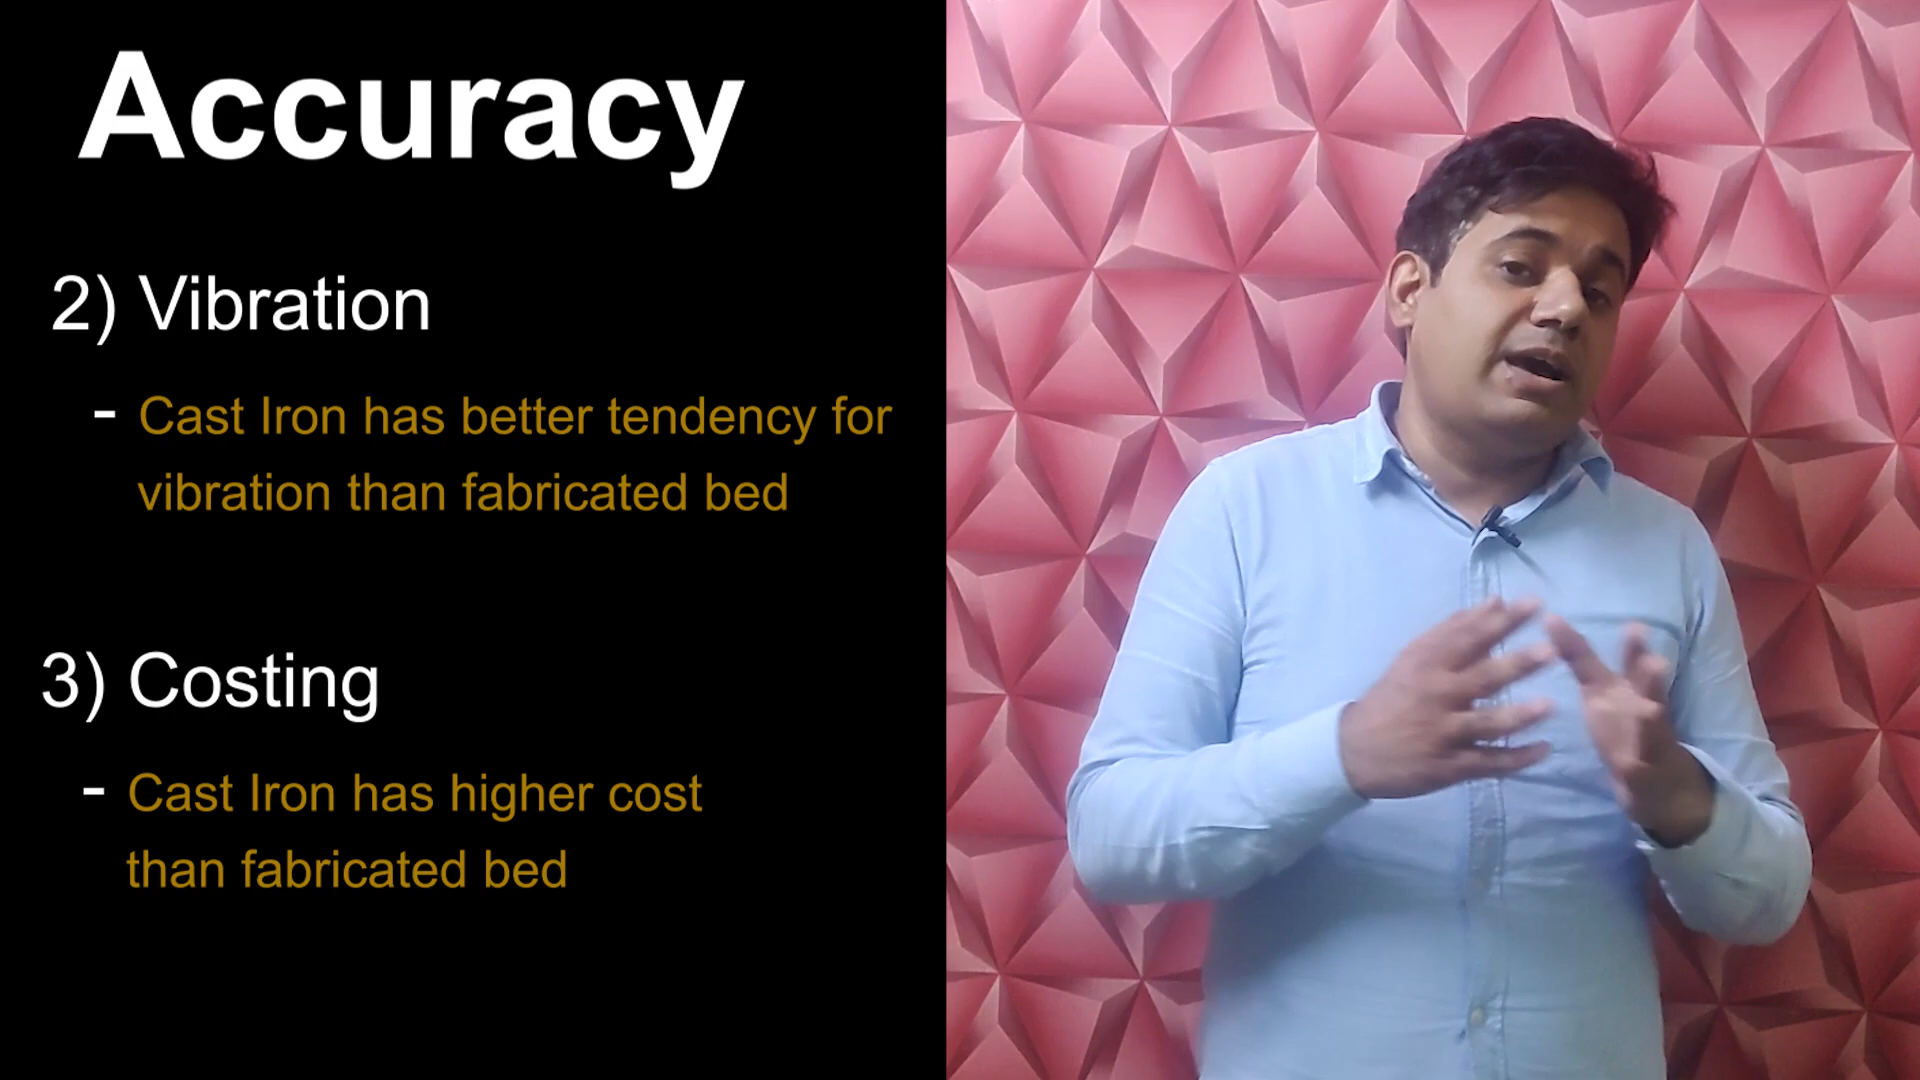 Accuracy
2) Vibration
- Cast Iron has better tendency for
vibration than fabricated bed
3) Costing
- Cast Iron has higher cost
than fabricated bed